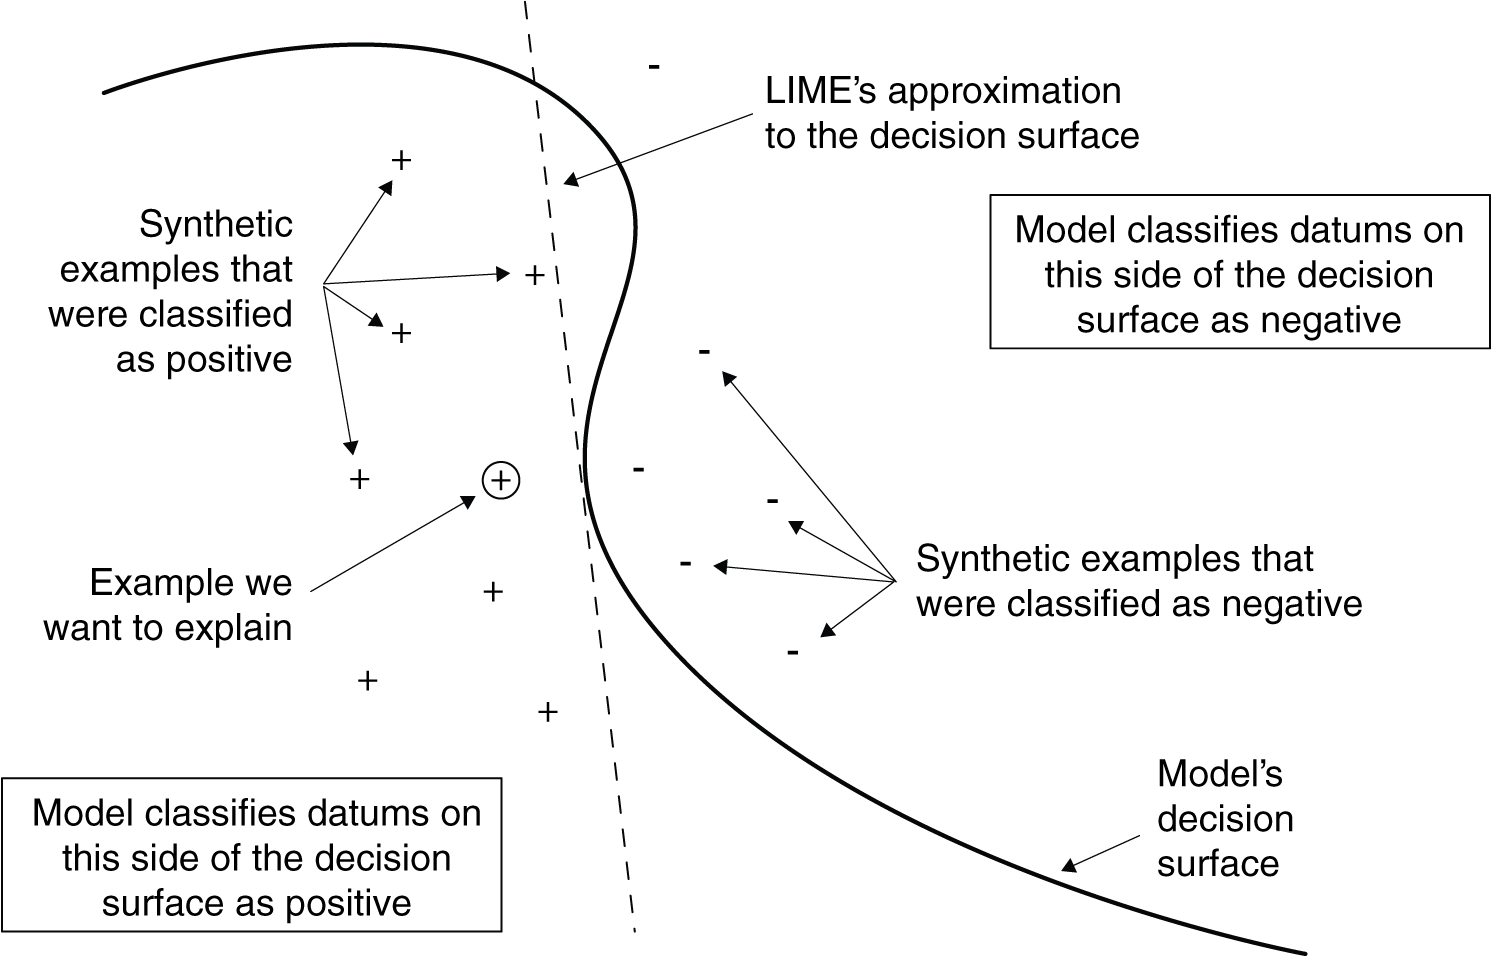 LIME’s approximation
to the decision surface
Synthetic
examples that
were classified
as positive
Model classifies datums on
this side of the decision
surface as negative
Example we
want to explain
Synthetic examples that
were classified as negative
Model’s
decision
surface
Model classifies datums on
this side of the decision
surface as positive